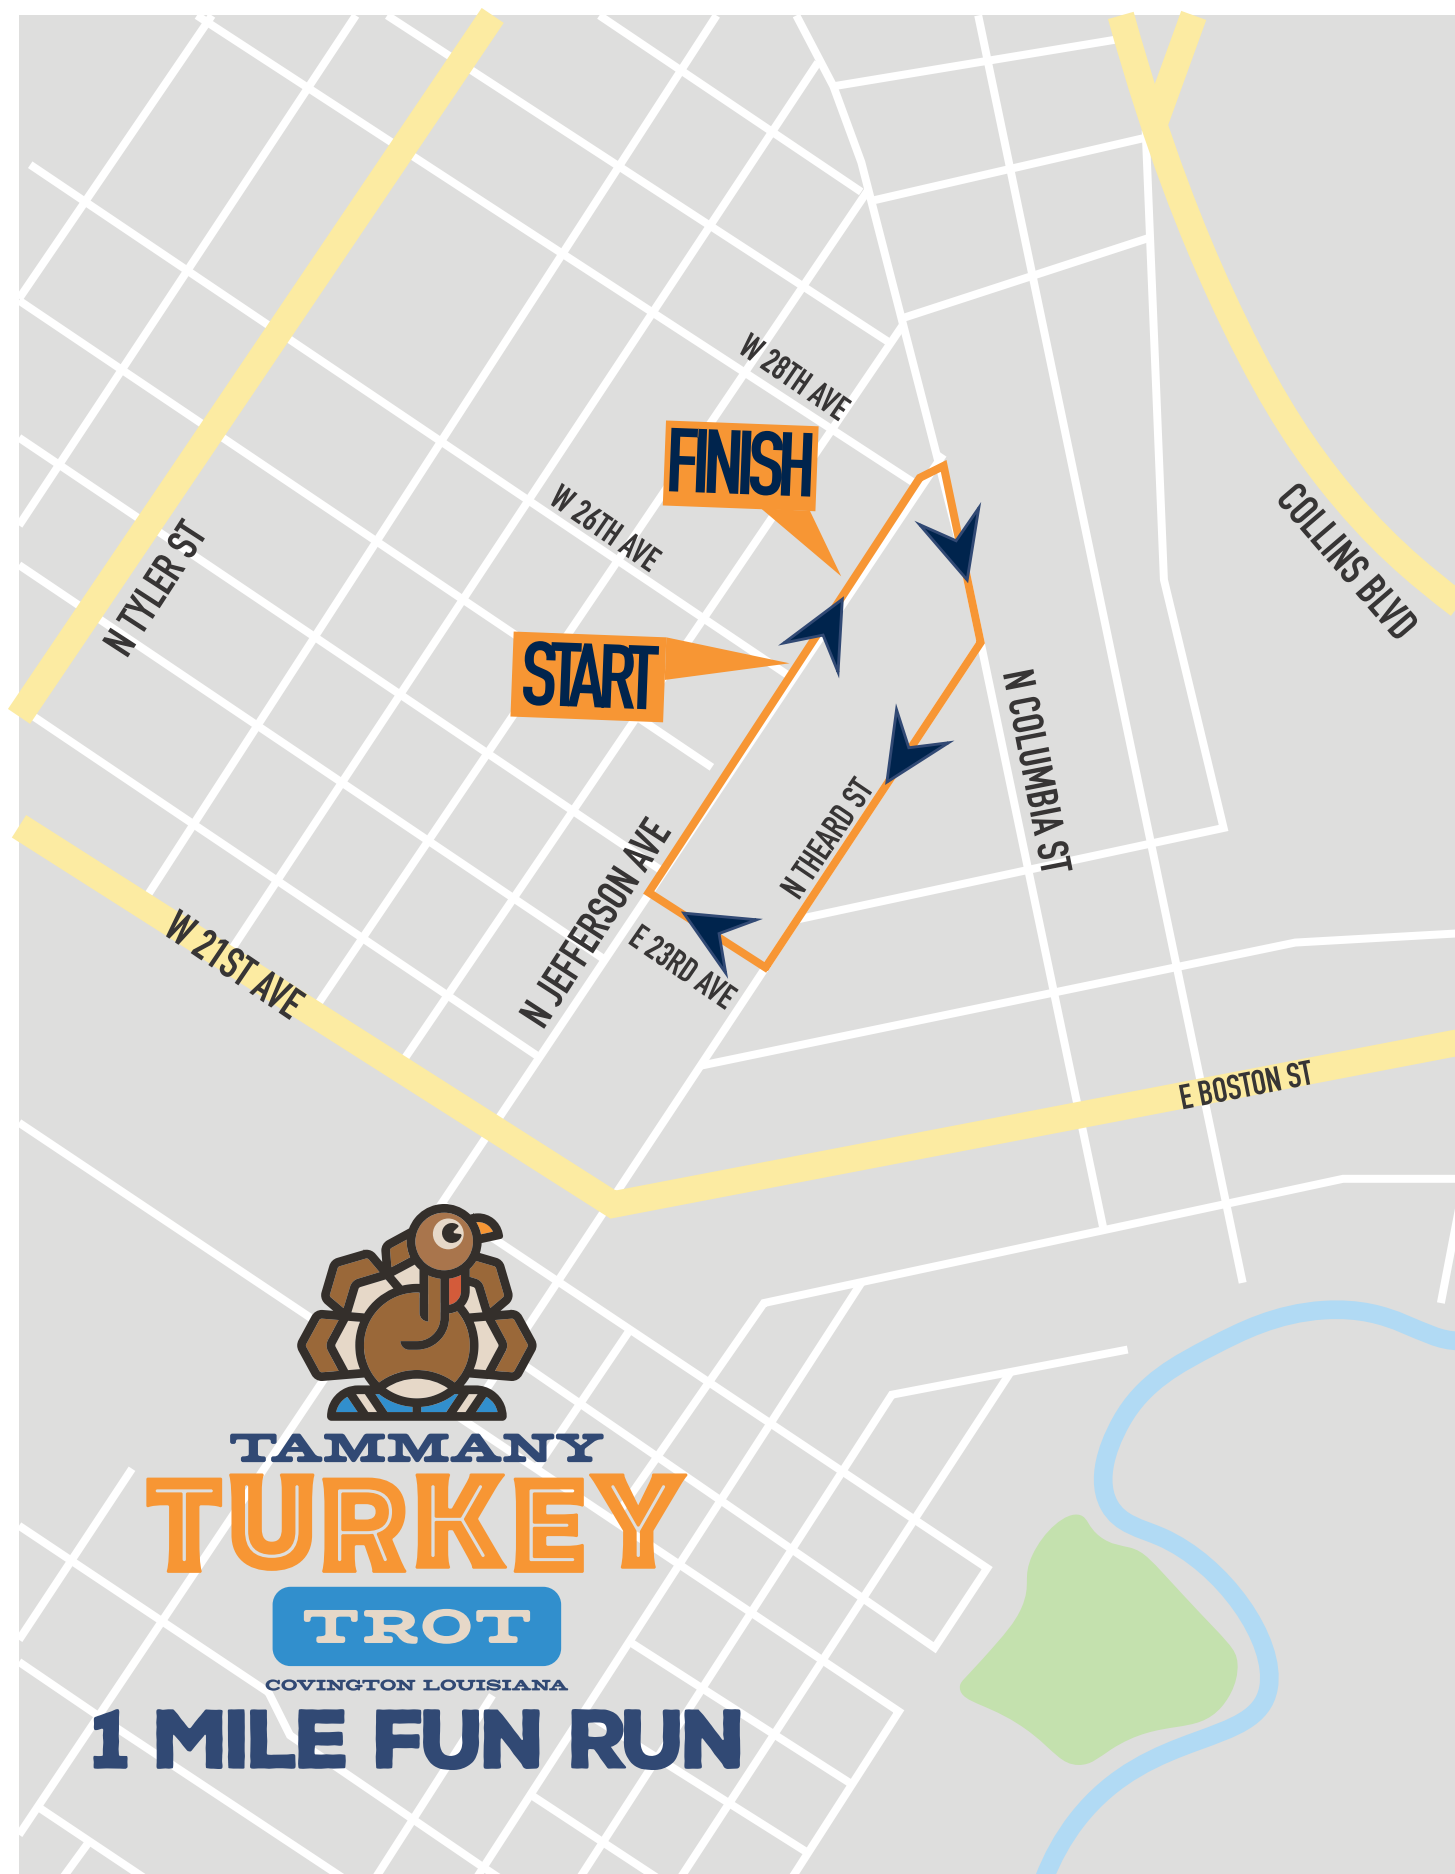 W 28TH AVE
FINISH
W 26TH AVE
COLLINS BLVD
N TYLER ST
START
N COLUMBIA ST
N THEARD ST
N JEFFERSON AVE
E 23RD AVE
W 21ST AVE
E BOSTON ST
TAMMANY
TURKEY
TROT
COVINGTON LOUISIANA
1 MILE FUN RUN